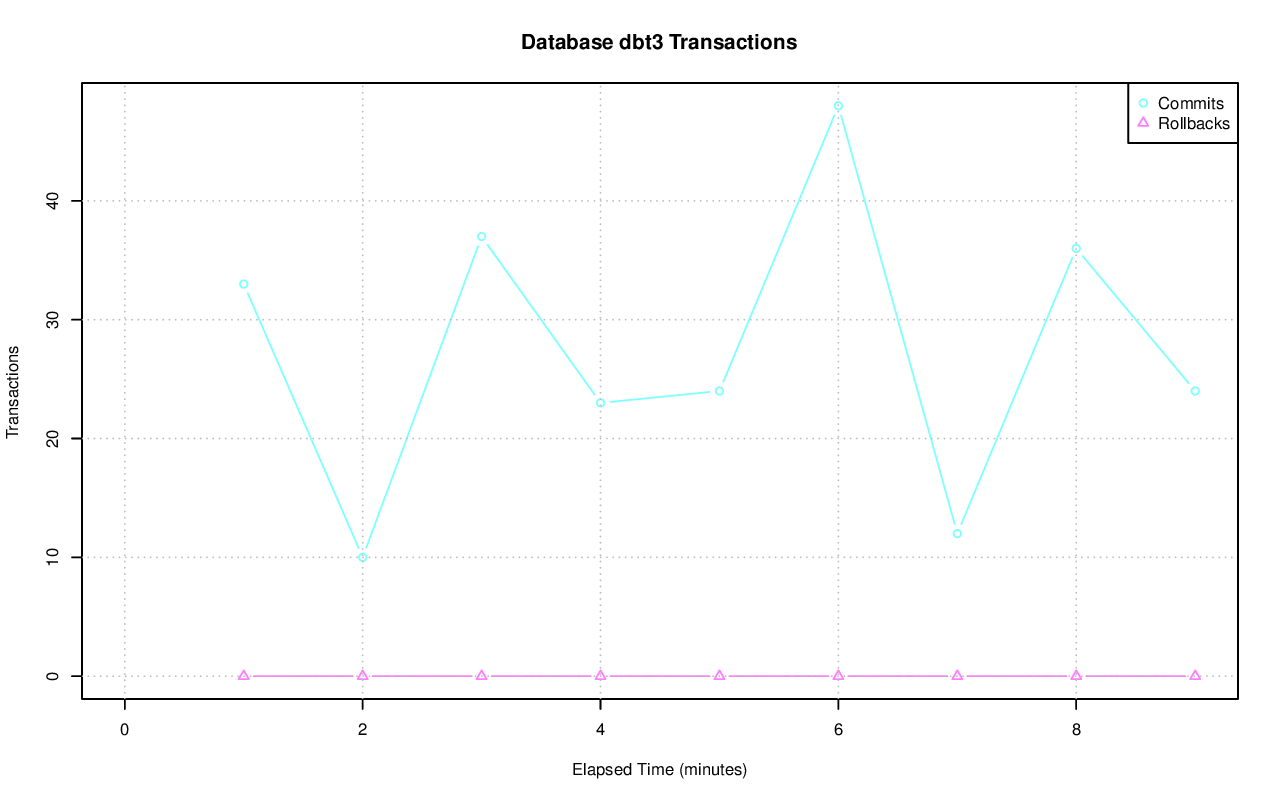 Database dbt3 Transactions
Commits
Rollbacks
Transactions
40
30
20
10
0
0 2 4 6 8
Elapsed Time (minutes)